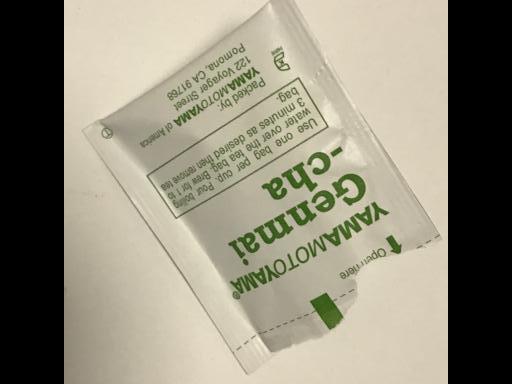 Open Here
YAMAMOTOYAMA®
Genmai
-cha
Use one bag per cup. Pour boiling
water over the tea bag. Brew for 1 to
3 minutes as desired then remove tea
bag.
Packed by:
YAMAMOTOYAMA of America
122 Voyager Street
Pomona, CA 91768